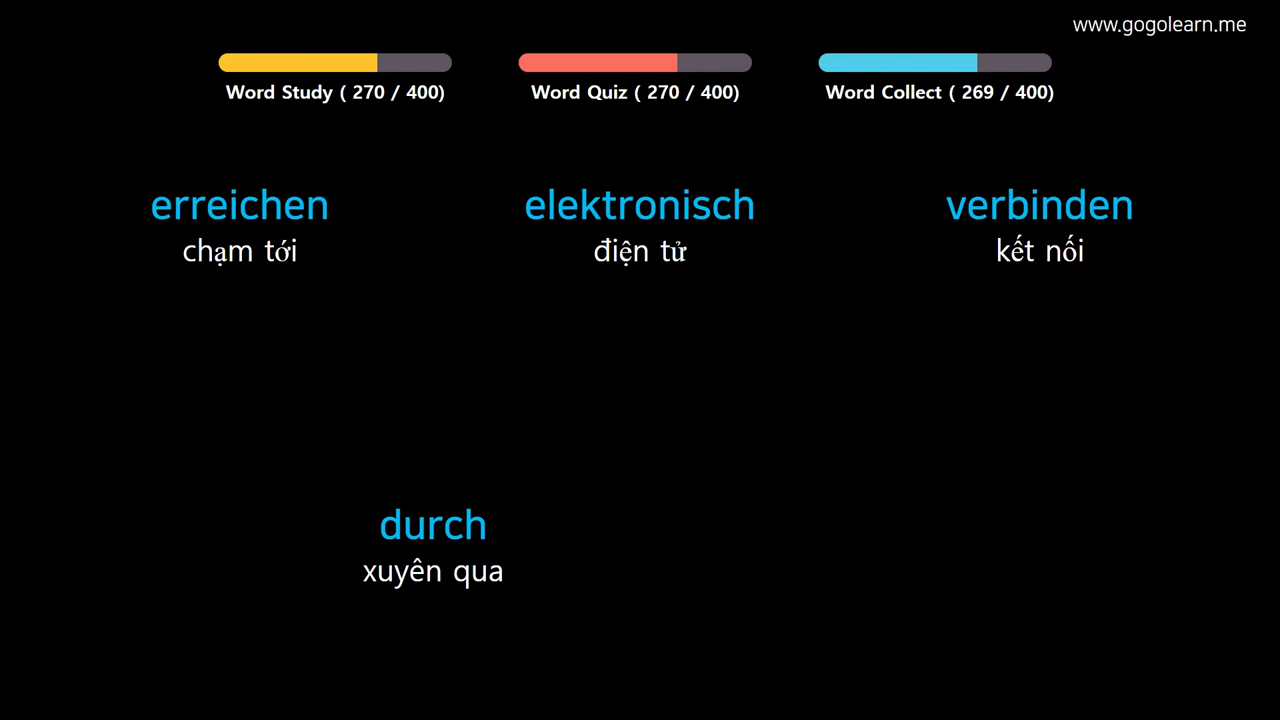 www.gogolearn.me
Word Study ( 270 / 400)
Word Quiz ( 270 / 400)
Word Collect ( 269 / 400)
erreichen
chạm tới
elektronisch
điện tử
verbinden
kết nối
durch
xuyên qua